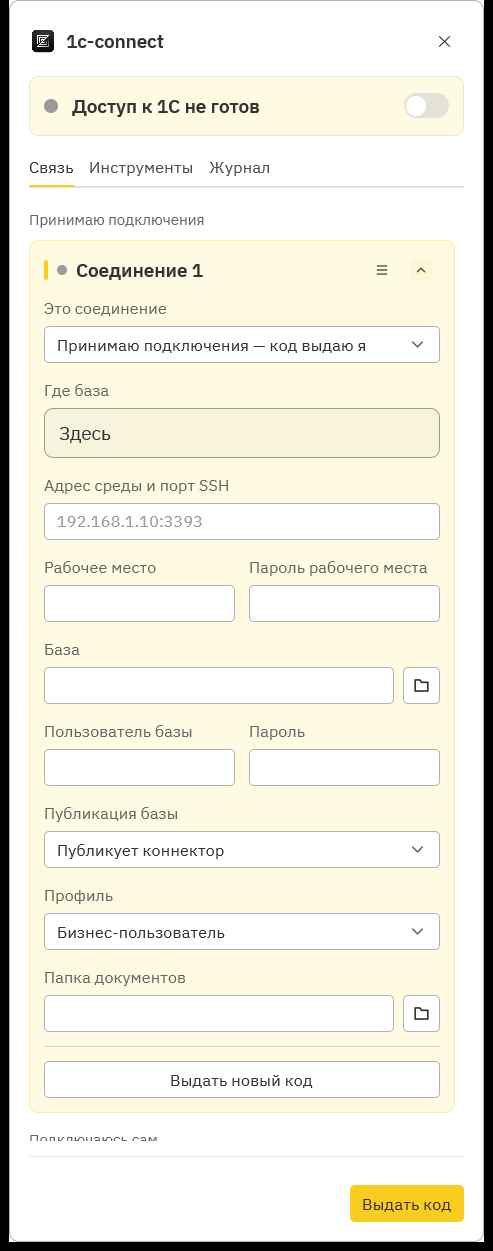 1c-connect
Доступ к 1С не готов
Связь Инструменты Журнал
Принимаю подключения
Соединение 1
Это соединение
Принимаю подключения — код выдаю я
Где база
Здесь
Адрес среды и порт SSH
192.168.1.10:3393
Рабочее место Пароль рабочего места
База
Пользователь базы Пароль
Публикация базы
Публикует коннектор
Профиль
Бизнес-пользователь
Папка документов
Выдать новый код
Подключаюсь сам
Выдать код